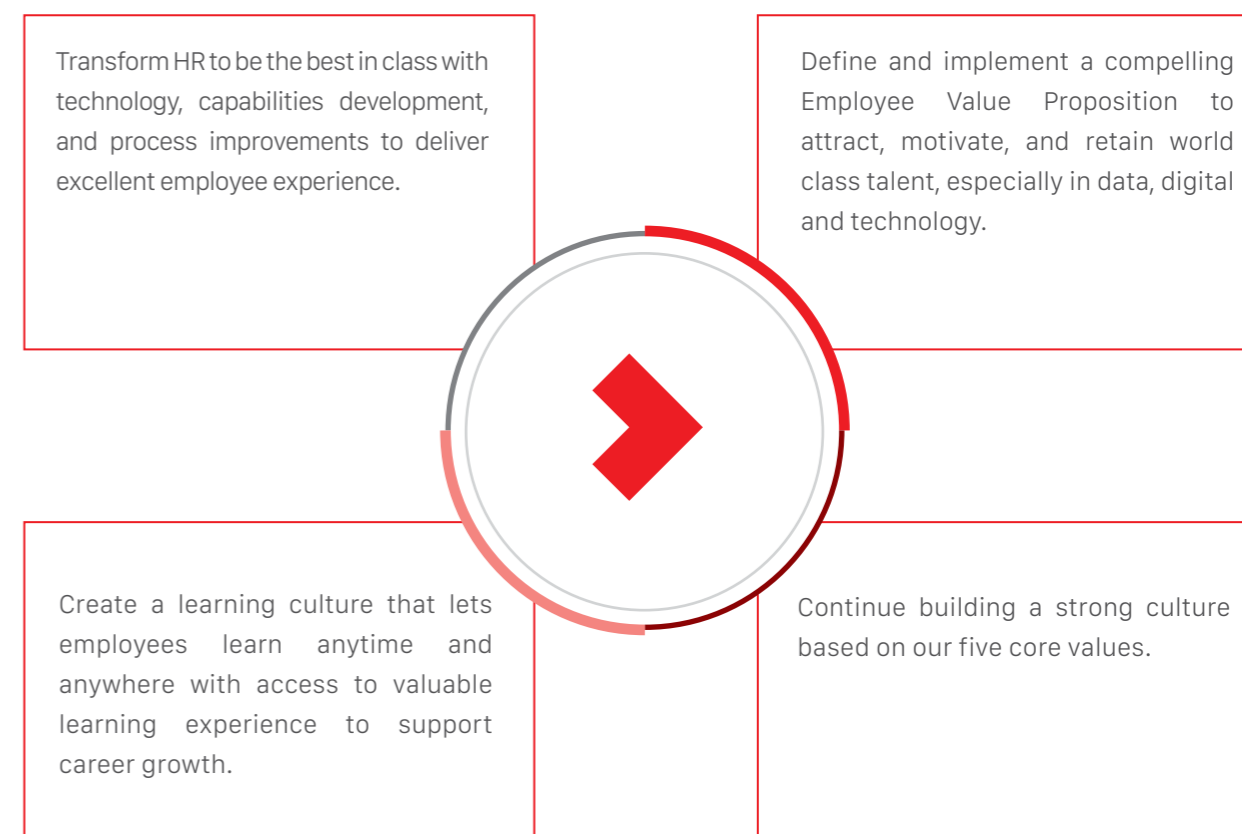 Transform HR to be the best in class with
technology, capabilities development,
and process improvements to deliver
excellent employee experience.
Define and implement a compelling
Employee Value Proposition to
attract, motivate, and retain world
class talent, especially in data, digital
and technology.
Create a learning culture that lets
employees learn anytime and
anywhere with access to valuable
learning experience to support
career growth.
Continue building a strong culture
based on our five core values.